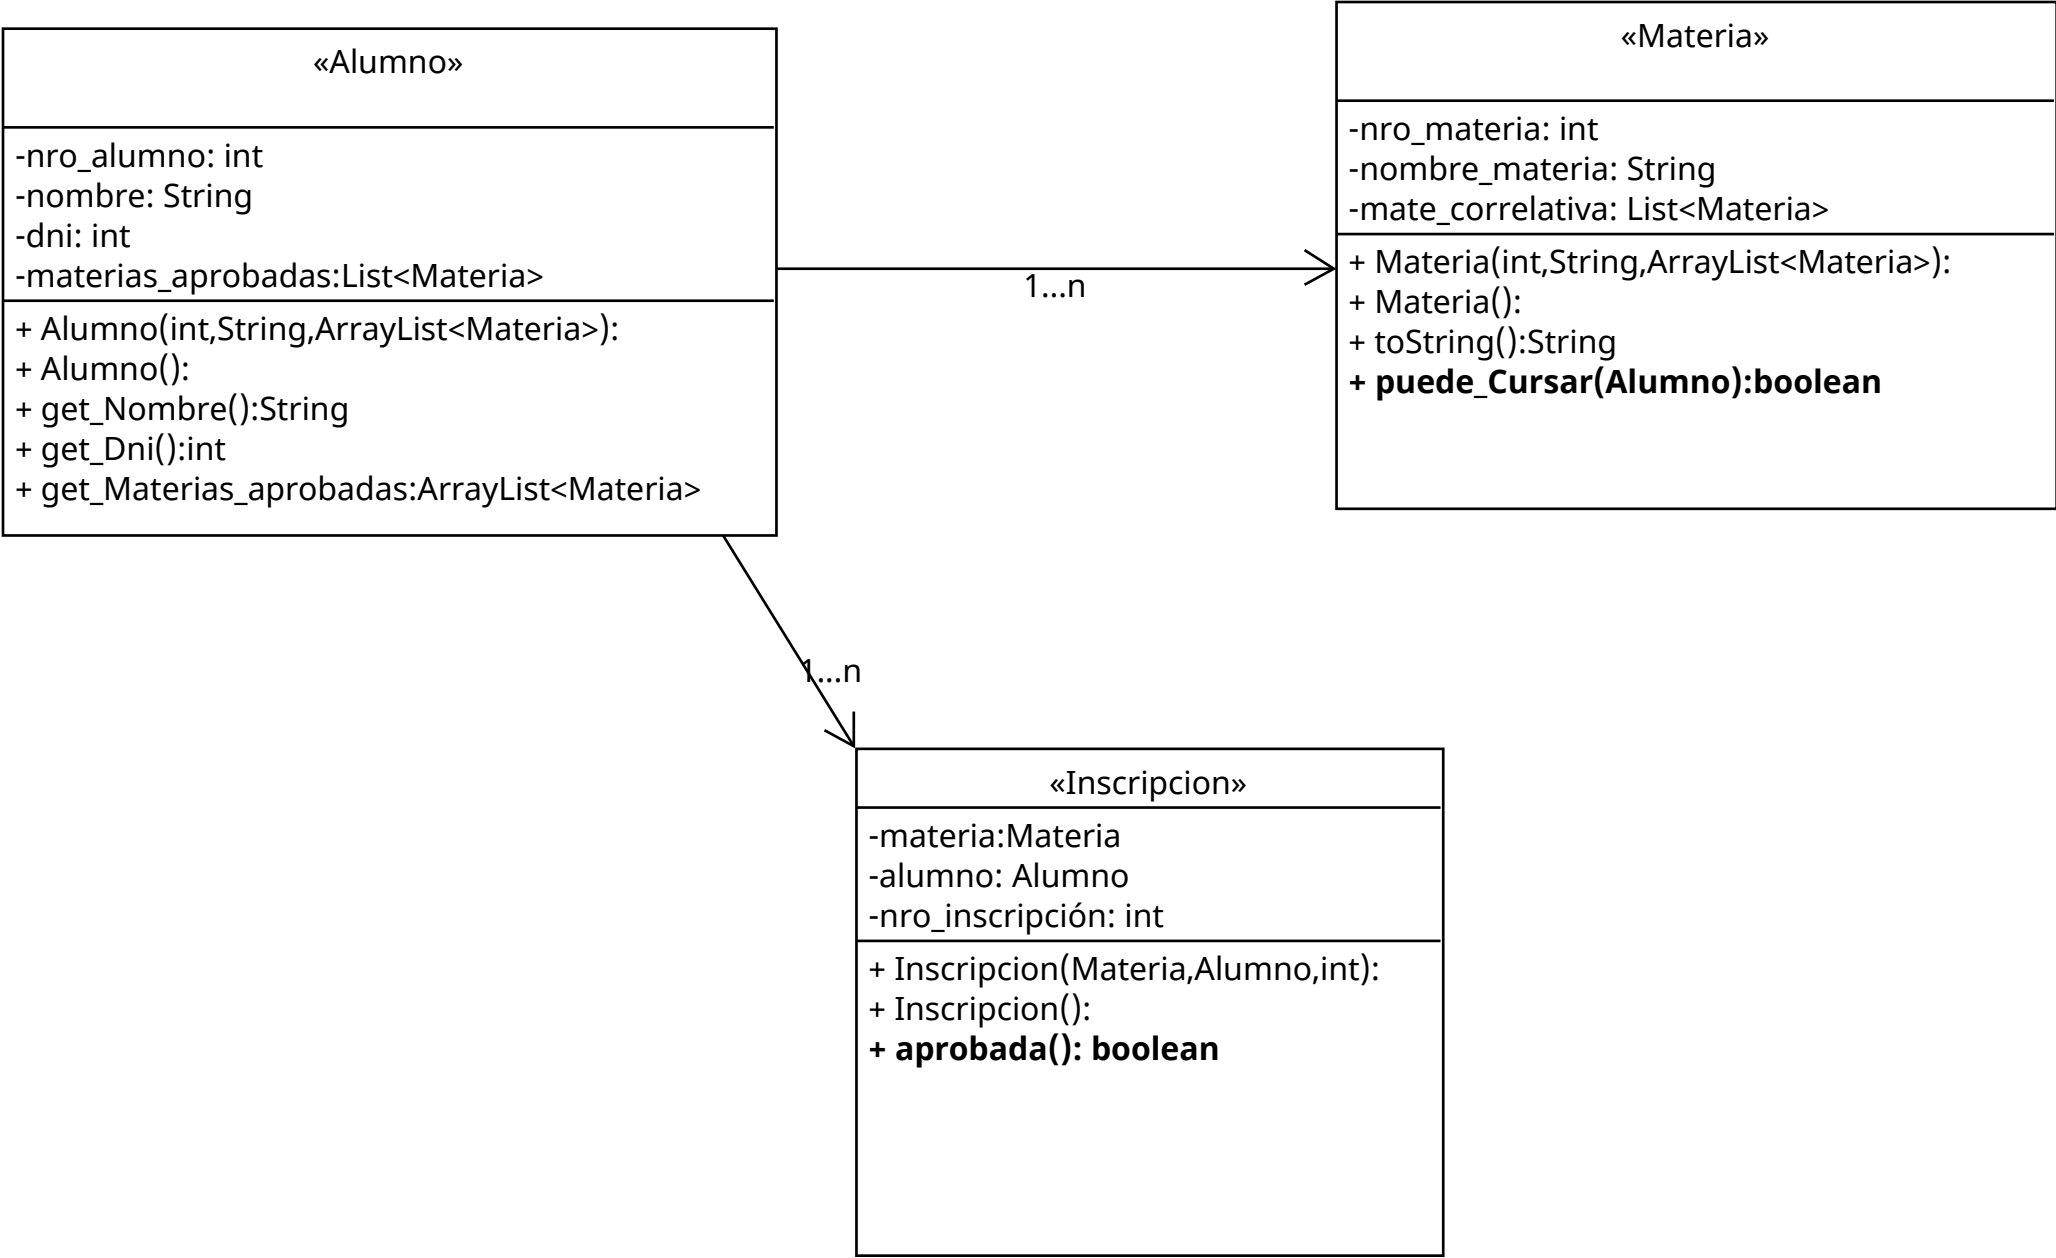 «Alumno»
-nro_alumno: int
-nombre: String
-dni: int
-materias_aprobadas:List<Materia>
+ Alumno(int,String,ArrayList<Materia>):
+ Alumno():
+ get_Nombre():String
+ get_Dni():int
+ get_Materias_aprobadas:ArrayList<Materia>
1...n
«Materia»
-nro_materia: int
-nombre_materia: String
-mate_correlativa: List<Materia>
+ Materia(int,String,ArrayList<Materia>):
+ Materia():
+ toString():String
+ puede_Cursar(Alumno):boolean
1...n
«Inscripcion»
-materia:Materia
-alumno: Alumno
-nro_inscripción: int
+ Inscripcion(Materia,Alumno,int):
+ Inscripcion():
+ aprobada(): boolean